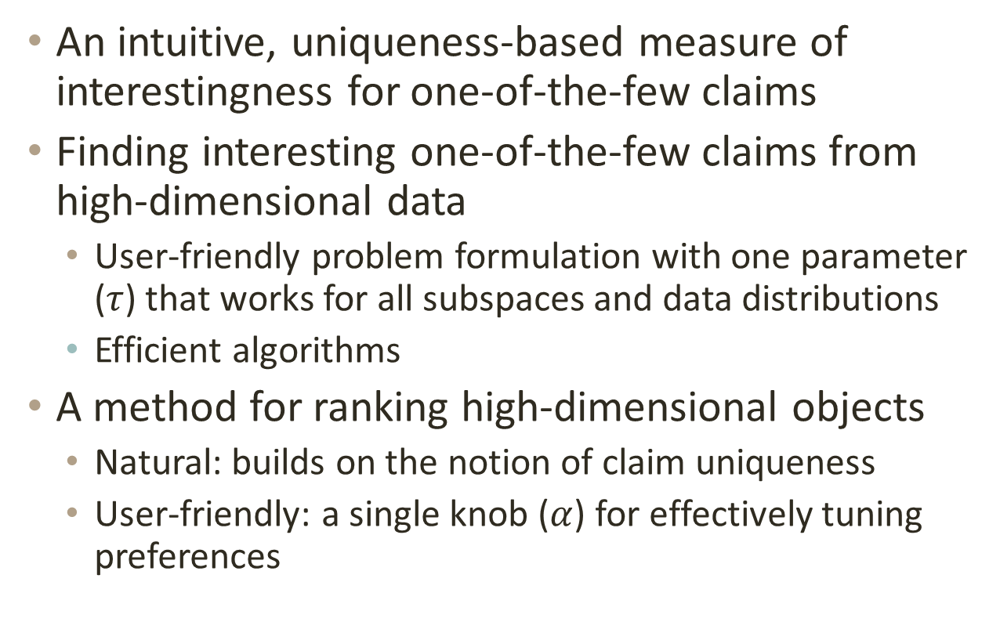 • An intuitive, uniqueness-based measure of
interestingness for one-of-the-few claims
• Finding interesting one-of-the-few claims from
high-dimensional data
• User-friendly problem formulation with one parameter
(𝜏) that works for all subspaces and data distributions
• Efficient algorithms
• A method for ranking high-dimensional objects
• Natural: builds on the notion of claim uniqueness
• User-friendly: a single knob (𝛼) for effectively tuning
preferences